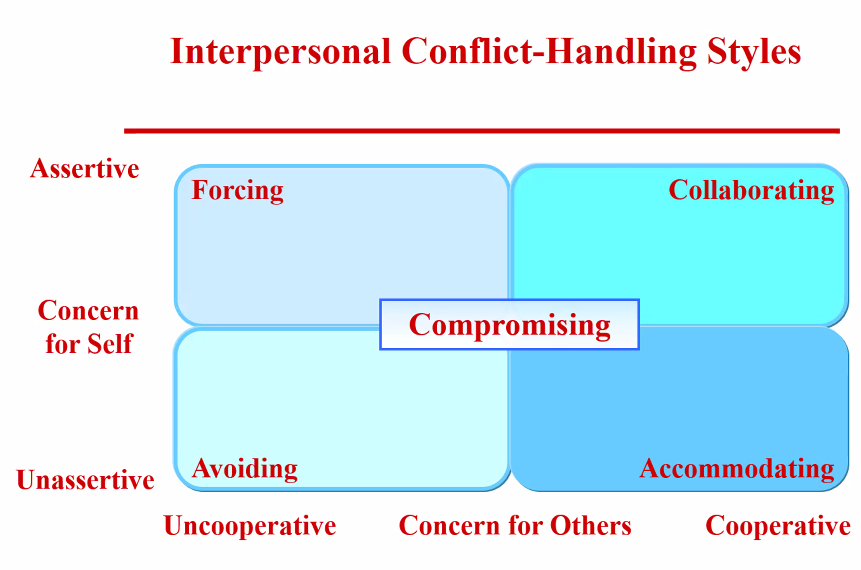 Interpersonal Conflict-Handling Styles
Assertive
Forcing
Collaborating
Concern
for Self
Compromising
Unassertive
Avoiding
Accommodating
Uncooperative
Concern for Others
Cooperative